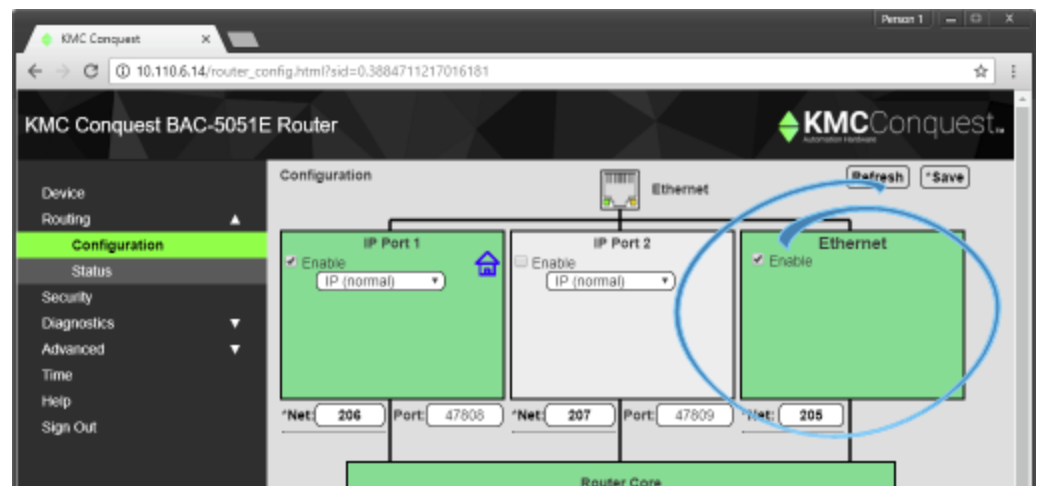 Person 1
KMC Conquest
10.110.6.14/router_config.html?sid=0.3884711217016181
KMC Conquest BAC-5051E Router
KMCConquest™
Automation Hardware
Device
Routing
Configuration
Status
Security
Diagnostics
Advanced
Time
Help
Sign Out
Configuration
Ethernet
Refresh
*Save
IP Port 1
Enable
IP (normal)
*Net: 206 Port: 47808
IP Port 2
Enable
IP (normal)
*Net: 207 Port: 47809
Ethernet
Enable
*Net: 205
Router Core